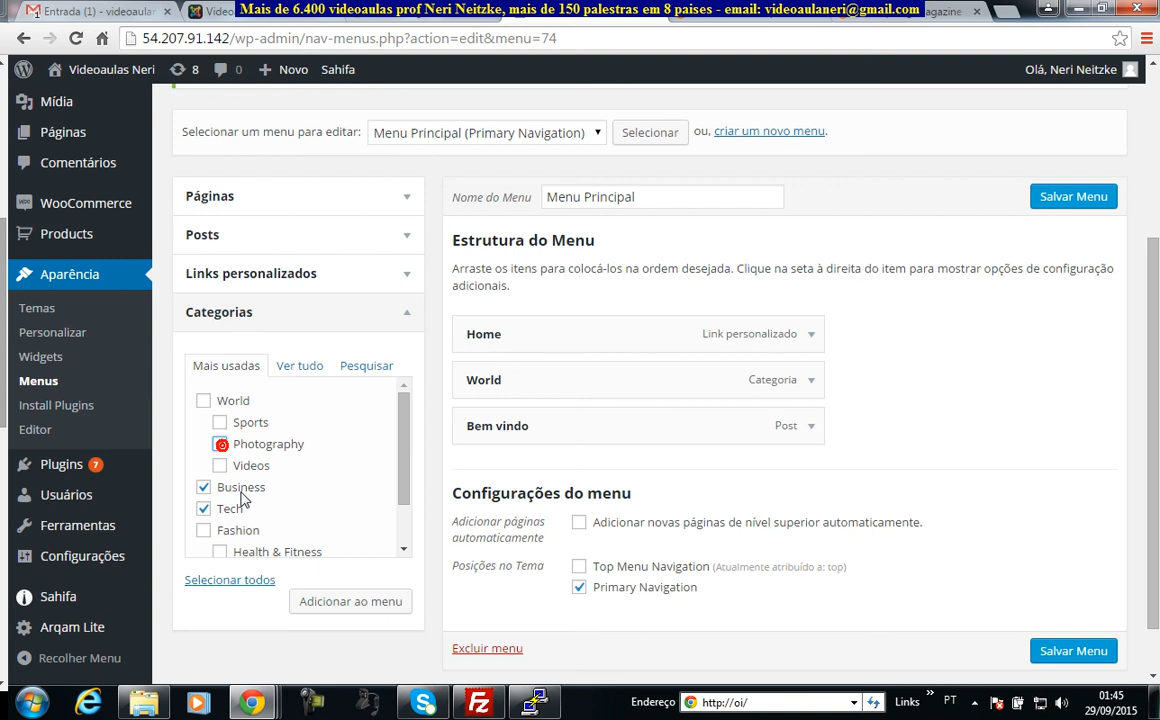 Entrada (1) - videoaula
Video
Mais de 6.400 videoaulas prof Neri Neitzke, mais de 150 palestras em 8 paises - email: videoaulaneri@gmail.com
agazine
54.207.91.142/wp-admin/nav-menus.php?action=edit&menu=74
Videoaulas Neri
8
0
Novo
Sahifa
Olá, Neri Neitzke
Mídia
Páginas
Comentários
WooCommerce
Products
Aparência
Temas
Personalizar
Widgets
Menus
Install Plugins
Editor
Plugins 7
Usuários
Ferramentas
Configurações
Sahifa
Arqam Lite
Recolher Menu
Selecionar um menu para editar:
Menu Principal (Primary Navigation)
Selecionar
ou, criar um novo menu.
Páginas
Posts
Links personalizados
Categorias
Mais usadas
Ver tudo
Pesquisar
World
Sports
Photography
Videos
Business
Tech
Fashion
Health & Fitness
Selecionar todos
Adicionar ao menu
Nome do Menu
Menu Principal
Salvar Menu
Estrutura do Menu
Arraste os itens para colocá-los na ordem desejada. Clique na seta à direita do item para mostrar opções de configuração
adicionais.
Home
Link personalizado
World
Categoria
Bem vindo
Post
Configurações do menu
Adicionar páginas
automaticamente
Adicionar novas páginas de nível superior automaticamente.
Posições no Tema
Top Menu Navigation (Atualmente atribuído a: top)
Primary Navigation
Excluir menu
Salvar Menu
Endereço
http://oi/
Links
PT
01:45
29/09/2015